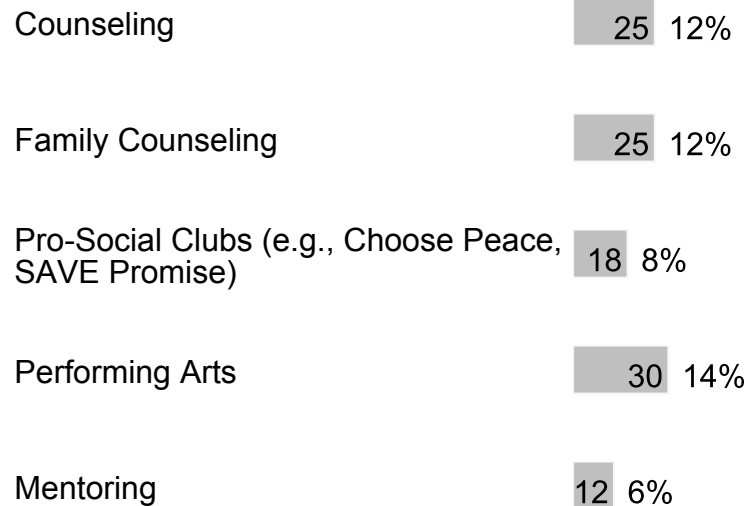 Counseling 25 12%
Family Counseling 25 12%
Pro-Social Clubs (e.g., Choose Peace,
SAVE Promise) 18 8%
Performing Arts 30 14%
Mentoring 12 6%